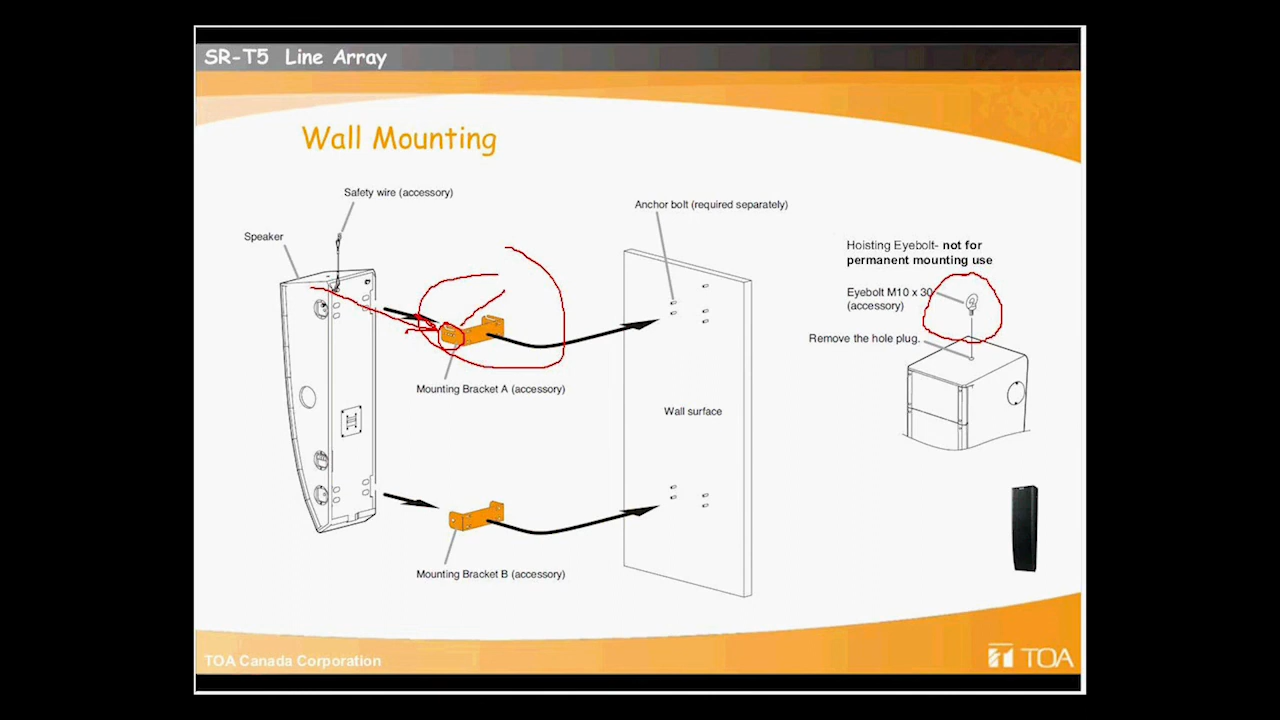 SR-T5 Line Array
Wall Mounting
Safety wire (accessory)
Speaker
Anchor bolt (required separately)
Hoisting Eyebolt- not for
permanent mounting use
Eyebolt M10 x 30
(accessory)
Remove the hole plug.
Mounting Bracket A (accessory)
Wall surface
Mounting Bracket B (accessory)
TOA Canada Corporation
TOA